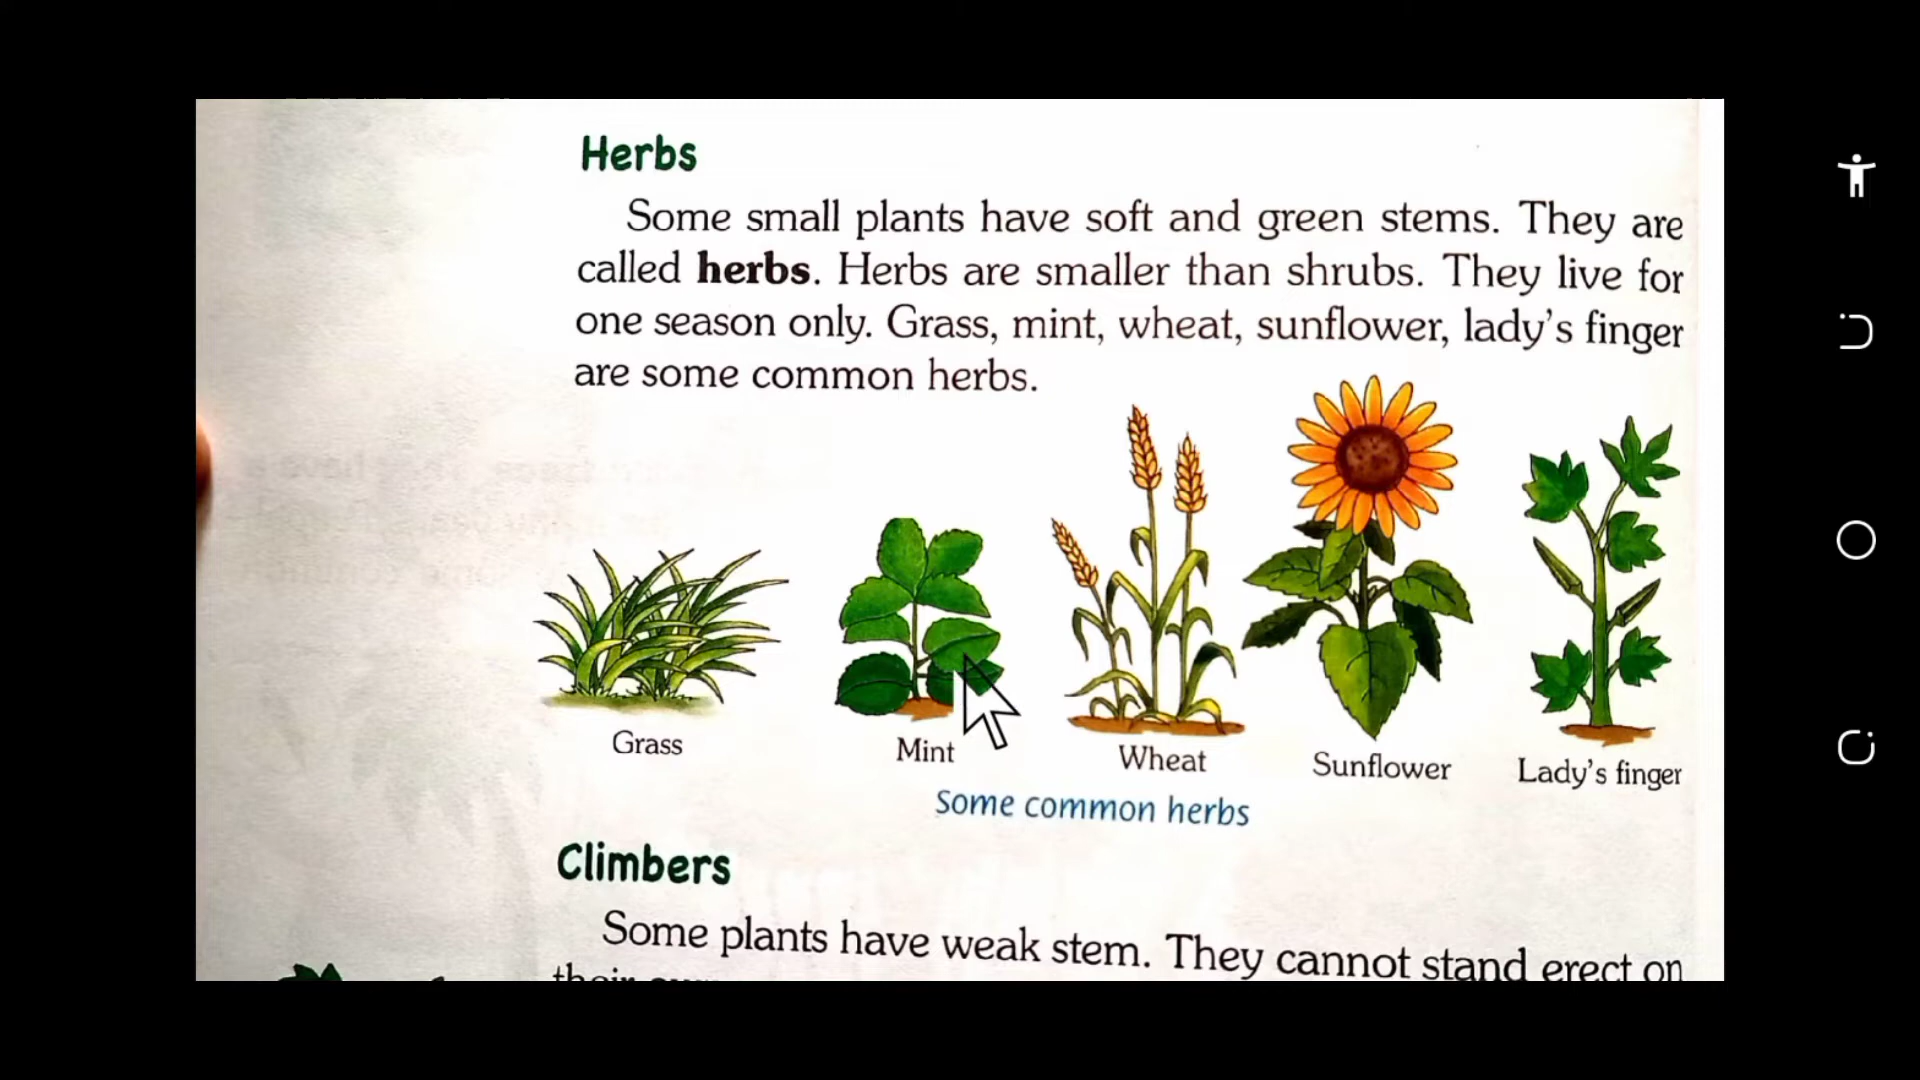 Herbs
Some small plants have soft and green stems. They are
called herbs. Herbs are smaller than shrubs. They live for
one season only. Grass, mint, wheat, sunflower, lady's finger
are some common herbs.
Grass
Mint
Wheat
Sunflower
Lady's finger
Some common herbs
Climbers
Some plants have weak stem. They cannot stand erect on
their own